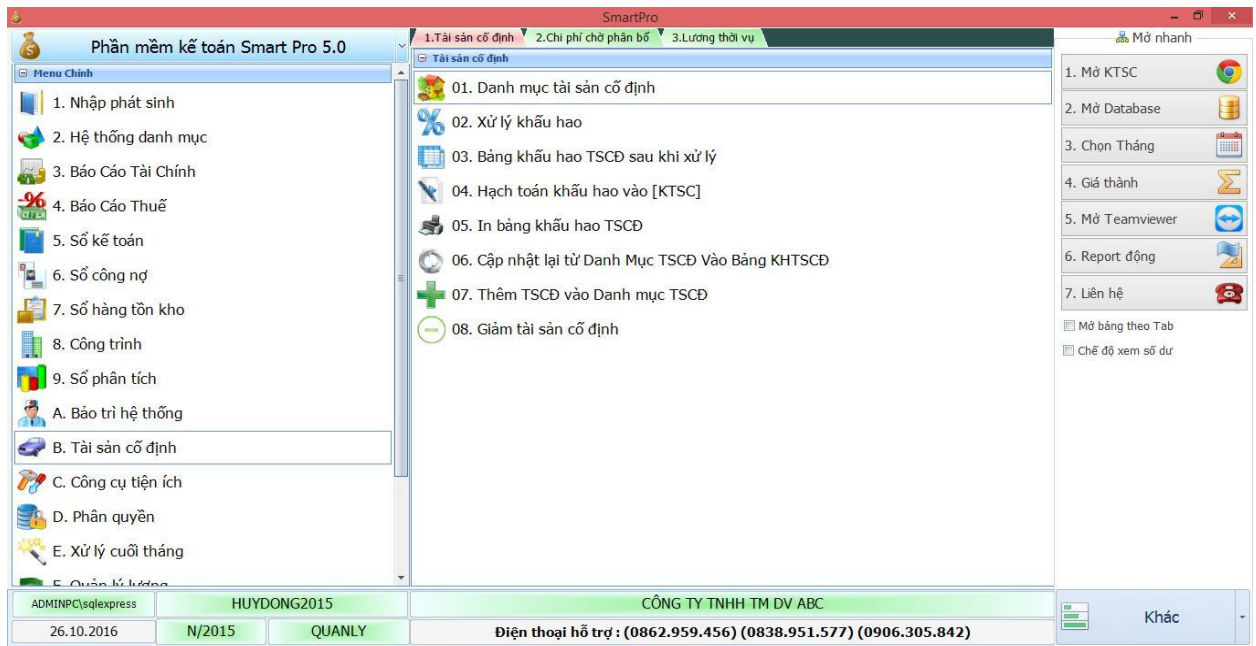 SmartPro
Phần mềm kế toán Smart Pro 5.0
Menu Chính
1. Nhập phát sinh
2. Hệ thống danh mục
3. Báo Cáo Tài Chính
4. Báo Cáo Thuế
5. Sổ kế toán
6. Sổ công nợ
7. Sổ hàng tồn kho
8. Công trình
9. Sổ phân tích
A. Bảo trì hệ thống
B. Tài sản cố định
C. Công cụ tiện ích
D. Phân quyền
E. Xử lý cuối tháng
F. Quản lý lương
1.Tài sản cố định
2.Chi phí chờ phân bổ
3.Lương thời vụ
Tài sản cố định
01. Danh mục tài sản cố định
02. Xử lý khấu hao
03. Bảng khấu hao TSCĐ sau khi xử lý
04. Hạch toán khấu hao vào [KTSC]
05. In bảng khấu hao TSCĐ
06. Cập nhật lại từ Danh Mục TSCĐ Vào Bảng KHTSCĐ
07. Thêm TSCĐ vào Danh mục TSCĐ
08. Giảm tài sản cố định
Mở nhanh
1. Mở KTSC
2. Mở Database
3. Chọn Tháng
4. Giá thành
5. Mở Teamviewer
6. Report động
7. Liên hệ
Mở bảng theo Tab
Chế độ xem số dư
ADMINPC\sqlexpress
HUYDONG2015
CÔNG TY TNHH TM DV ABC
26.10.2016
N/2015
QUANLY
Điện thoại hỗ trợ : (0862.959.456) (0838.951.577) (0906.305.842)
Khác